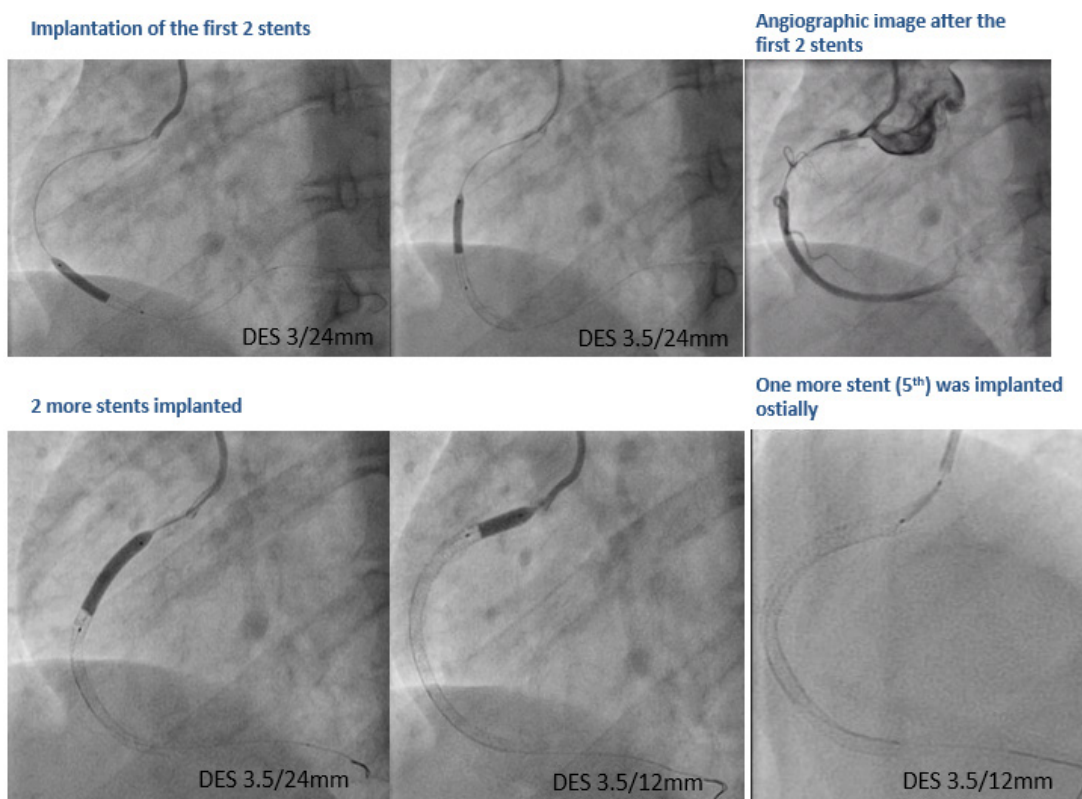 Implantation of the first 2 stents
Angiographic image after the
first 2 stents
DES 3/24mm
DES 3.5/24mm
2 more stents implanted
One more stent (5th) was implanted
ostially
DES 3.5/24mm
DES 3.5/12mm
DES 3.5/12mm